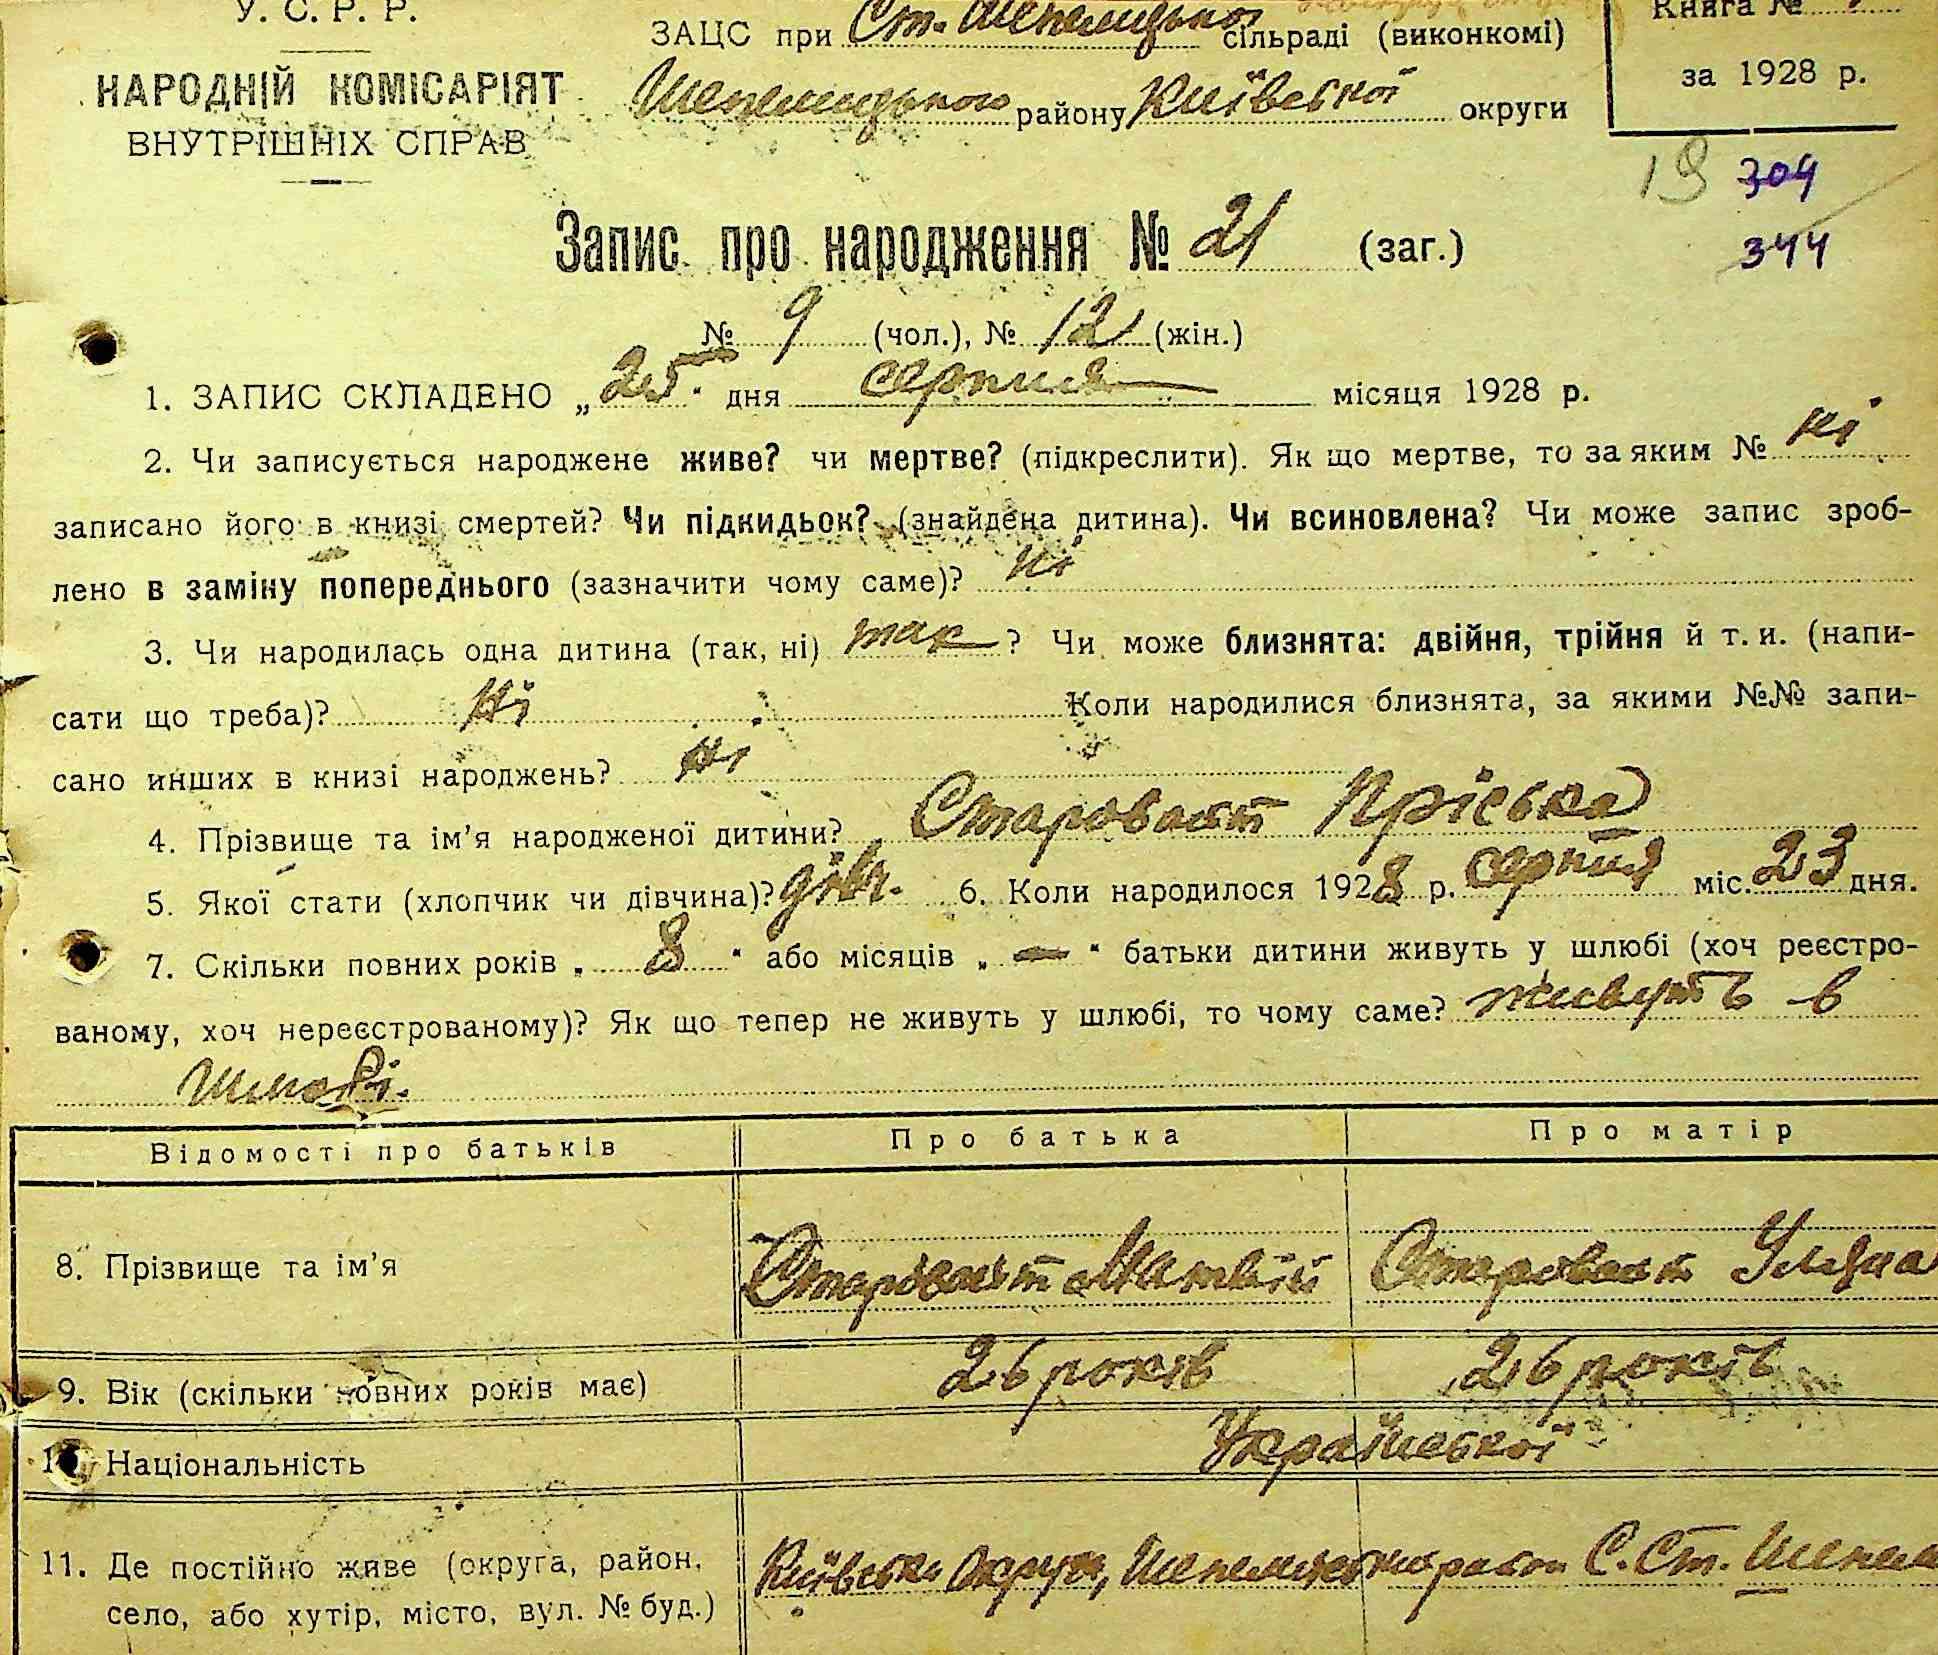 У. С. Р. Р.
НАРОДНІЙ КОМІСАРІЯТ
ВНУТРІШНІХ СПРАВ
ЗАЦС при Ст. Шепелицької сільраді (виконкомі)
Шепелицького району Київської округи
Книга №
за 1928 р.
19 304
344
Запис про народження № 21 (заг.)
№ 9 (чол.), № 12 (жін.)
1. ЗАПИС СКЛАДЕНО „25" дня серпня місяця 1928 р.
2. Чи записується народжене живе? чи мертве? (підкреслити). Як що мертве, то за яким № ні
записано його в книзі смертей? Чи підкидьок? (знайдена дитина). Чи всиновлена? Чи може запис зроб-
лено в заміну попереднього (зазначити чому саме)? ні
3. Чи народилась одна дитина (так, ні) так? Чи може близнята: двійня, трійня й т. и. (напи-
сати що треба)? ні Коли народилися близнята, за якими №№ запи-
сано инших в книзі народжень? ні
4. Прізвище та ім'я народженої дитини? Старовойт Пріська
5. Якої стати (хлопчик чи дівчина)? дівч. 6. Коли народилося 1928 р. серпня міс. 23 дня.
7. Скільки повних років „8" або місяців „—" батьки дитини живуть у шлюбі (хоч реєстро-
ваному, хоч нереєстрованому)? Як що тепер не живуть у шлюбі, то чому саме? живуть в
шлюбі.
Відомості про батьків Про батька Про матір
8. Прізвище та ім'я Старовойт Матвій Старовойт Уляна
9. Вік (скільки повних років має) 26 років 26 років
10. Національність Української
11. Де постійно живе (округа, район, Київська округа, Шепелицький район С. Ст. Шепел
село, або хутір, місто, вул. № буд.)